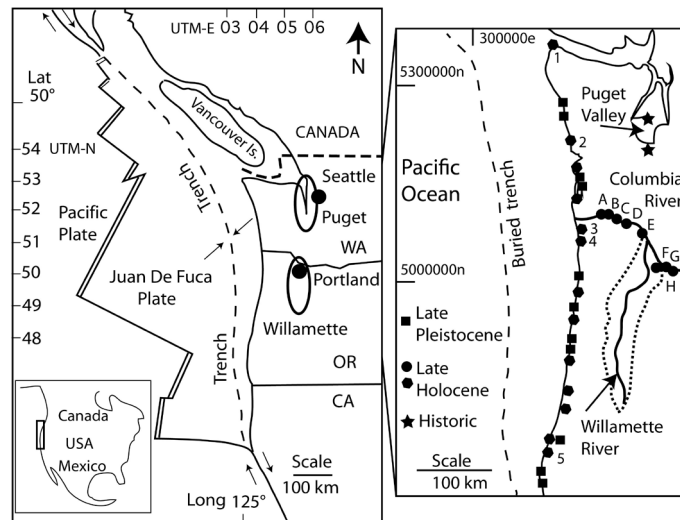 UTM-E 03 04 05 06
N
Lat
50°
Vancouver Is.
CANADA
54
UTM-N
53
52
51
50
49
48
Trench
Seattle
Puget
Pacific
Plate
WA
Juan De Fuca
Plate
Portland
Willamette
Trench
OR
CA
Canada
USA
Mexico
Scale
100 km
Long 125°
300000e
5300000n
1
Puget
Valley
2
Pacific
Ocean
Columbia
River
A B C D
E
3
4
F G
H
Buried trench
5000000n
Late
Pleistocene
Late
Holocene
Historic
Willamette
River
Scale
100 km
5